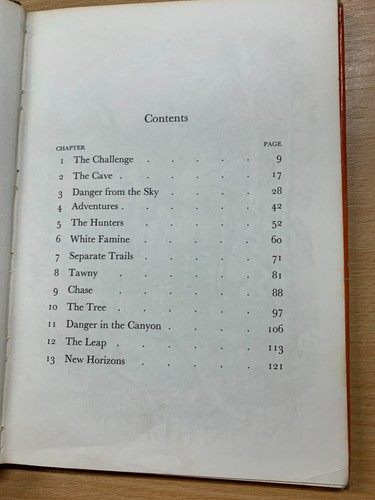 Contents
CHAPTER PAGE
1 The Challenge . . . . . 9
2 The Cave . . . . . . 17
3 Danger from the Sky . . . . 28
4 Adventures . . . . . . 42
5 The Hunters . . . . . 52
6 White Famine . . . . . 60
7 Separate Trails . . . . . 71
8 Tawny . . . . . . 81
9 Chase . . . . . . 88
10 The Tree . . . . . . 97
11 Danger in the Canyon . . . . 106
12 The Leap . . . . . . 113
13 New Horizons . . . . . 121